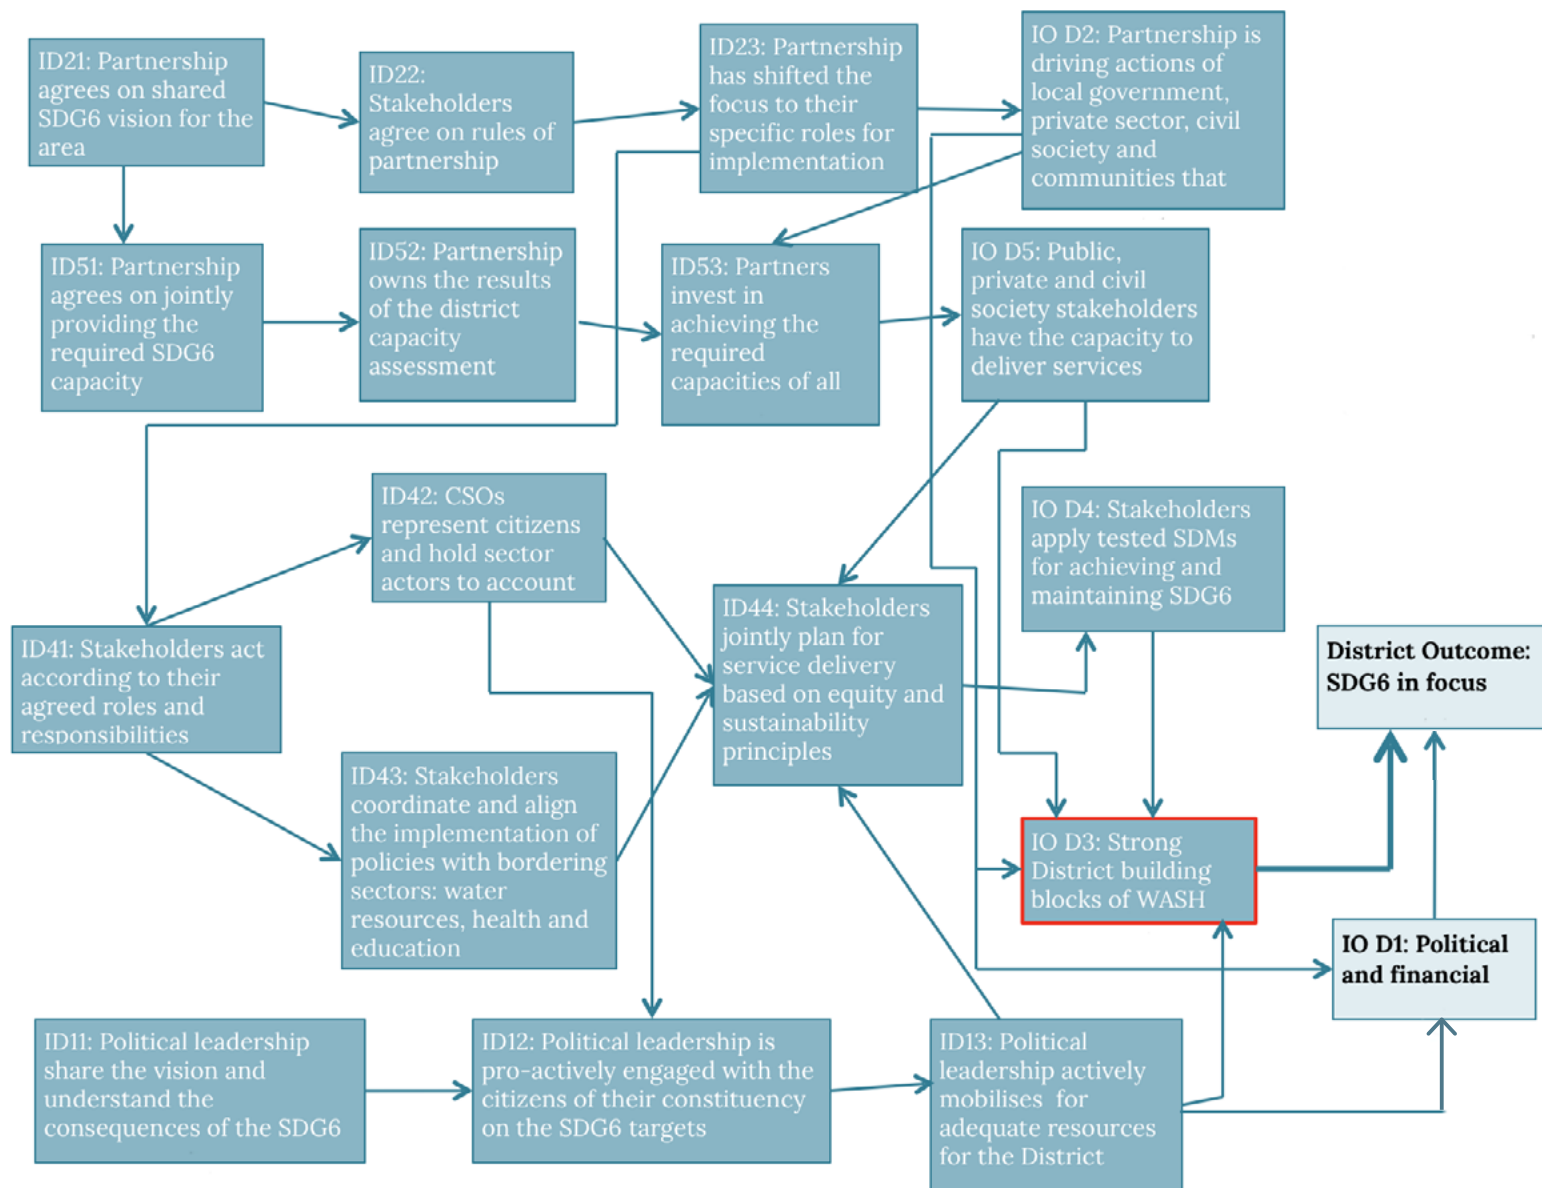 ID21: Partnership
agrees on shared
SDG6 vision for the
area
ID22:
Stakeholders
agree on rules of
partnership
ID23: Partnership
has shifted the
focus to their
specific roles for
implementation
IO D2: Partnership is
driving actions of
local government,
private sector, civil
society and
communities that
ID51: Partnership
agrees on jointly
providing the
required SDG6
capacity
ID52: Partnership
owns the results
of the district
capacity
assessment
ID53: Partners
invest in
achieving the
required
capacities of all
IO D5: Public,
private and civil
society stakeholders
have the capacity to
deliver services
ID42: CSOs
represent citizens
and hold sector
actors to account
IO D4: Stakeholders
apply tested SDMs
for achieving and
maintaining SDG6
ID41: Stakeholders act
according to their
agreed roles and
responsibilities
ID44: Stakeholders
jointly plan for
service delivery
based on equity and
sustainability
principles
District Outcome:
SDG6 in focus
ID43: Stakeholders
coordinate and align
the implementation of
policies with bordering
sectors: water
resources, health and
education
IO D3: Strong
District building
blocks of WASH
IO D1: Political
and financial
ID11: Political leadership
share the vision and
understand the
consequences of the SDG6
ID12: Political leadership is
pro-actively engaged with the
citizens of their constituency
on the SDG6 targets
ID13: Political
leadership actively
mobilises for
adequate resources
for the District